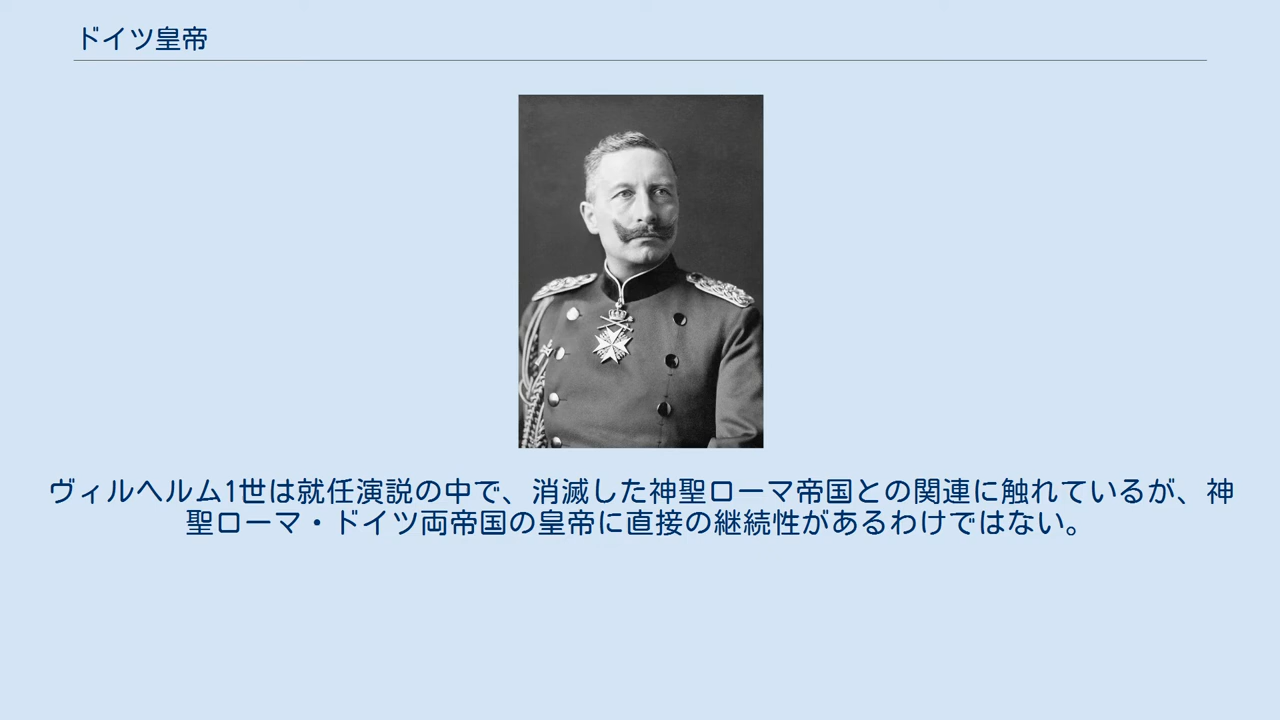 ドイツ皇帝
ヴィルヘルム1世は就任演説の中で、消滅した神聖ローマ帝国との関連に触れているが、神
聖ローマ・ドイツ両帝国の皇帝に直接の継続性があるわけではない。